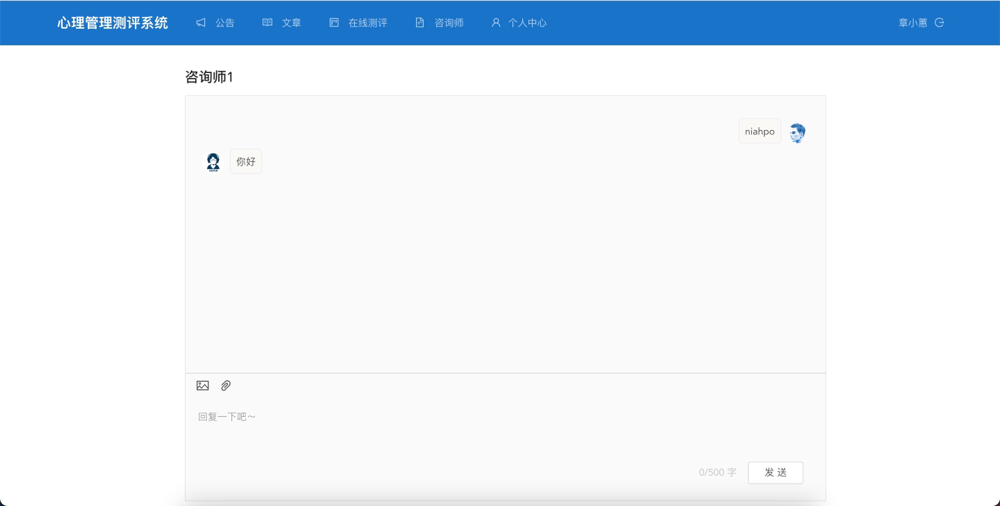 心理管理测评系统 公告 文章 在线测评 咨询师 个人中心 章小蕙
咨询师1
niahpo
你好
回复一下吧～
0/500 字 发 送